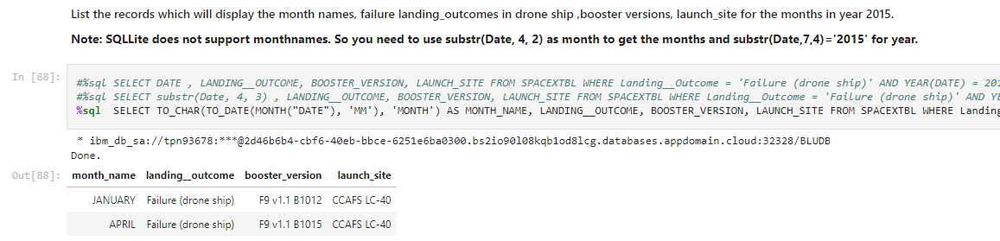 List the records which will display the month names, failure landing_outcomes in drone ship ,booster versions, launch_site for the months in year 2015.
Note: SQLLite does not support monthnames. So you need to use substr(Date, 4, 2) as month to get the months and substr(Date,7,4)='2015' for year.
In [88]:
#%sql SELECT DATE , LANDING__OUTCOME, BOOSTER_VERSION, LAUNCH_SITE FROM SPACEXTBL WHERE Landing__Outcome = 'Failure (drone ship)' AND YEAR(DATE) = 201
#%sql SELECT substr(Date, 4, 3) , LANDING__OUTCOME, BOOSTER_VERSION, LAUNCH_SITE FROM SPACEXTBL WHERE Landing__Outcome = 'Failure (drone ship)' AND YE
%sql  SELECT TO_CHAR(TO_DATE(MONTH("DATE"), 'MM'), 'MONTH') AS MONTH_NAME, LANDING__OUTCOME, BOOSTER_VERSION, LAUNCH_SITE FROM SPACEXTBL WHERE Landing
* ibm_db_sa://tpn93678:***@2d46b6b4-cbf6-40eb-bbce-6251e6ba0300.bs2io90l08kqb1od8lcg.databases.appdomain.cloud:32328/BLUDB
Done.
Out[88]: month_name landing__outcome booster_version launch_site
JANUARY Failure (drone ship) F9 v1.1 B1012 CCAFS LC-40
APRIL Failure (drone ship) F9 v1.1 B1015 CCAFS LC-40